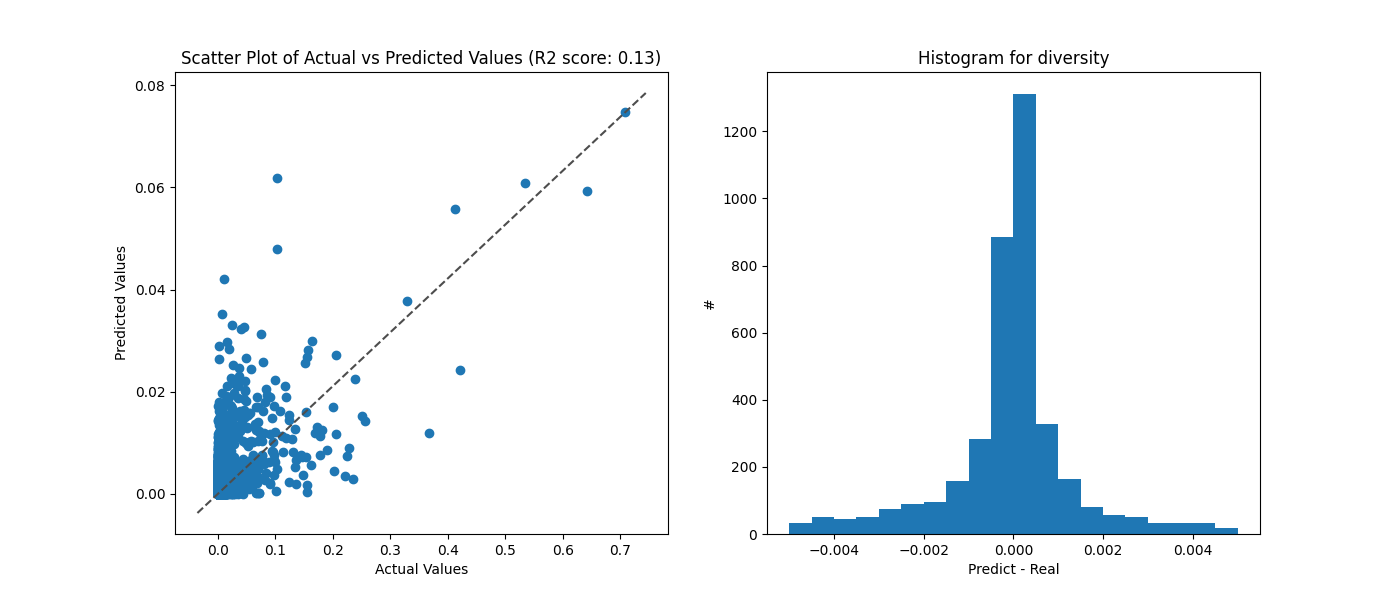 Scatter Plot of Actual vs Predicted Values (R2 score: 0.13)
0.08
0.06
0.04
0.02
0.00
Predicted Values
0.0 0.1 0.2 0.3 0.4 0.5 0.6 0.7
Actual Values
Histogram for diversity
1200
1000
800
600
400
200
0
#
−0.004 −0.002 0.000 0.002 0.004
Predict - Real